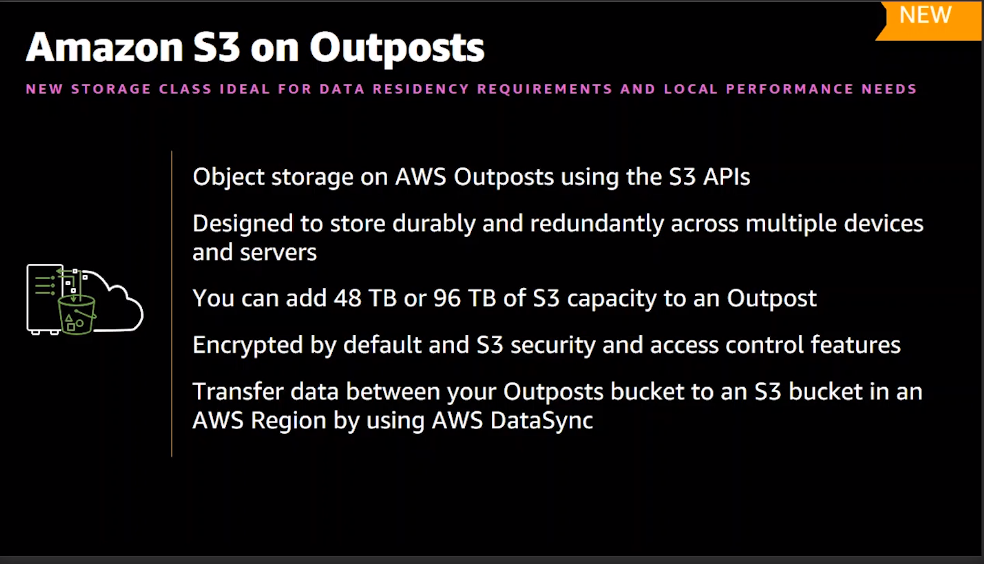 NEW
Amazon S3 on Outposts
NEW STORAGE CLASS IDEAL FOR DATA RESIDENCY REQUIREMENTS AND LOCAL PERFORMANCE NEEDS
Object storage on AWS Outposts using the S3 APIs
Designed to store durably and redundantly across multiple devices
and servers
You can add 48 TB or 96 TB of S3 capacity to an Outpost
Encrypted by default and S3 security and access control features
Transfer data between your Outposts bucket to an S3 bucket in an
AWS Region by using AWS DataSync